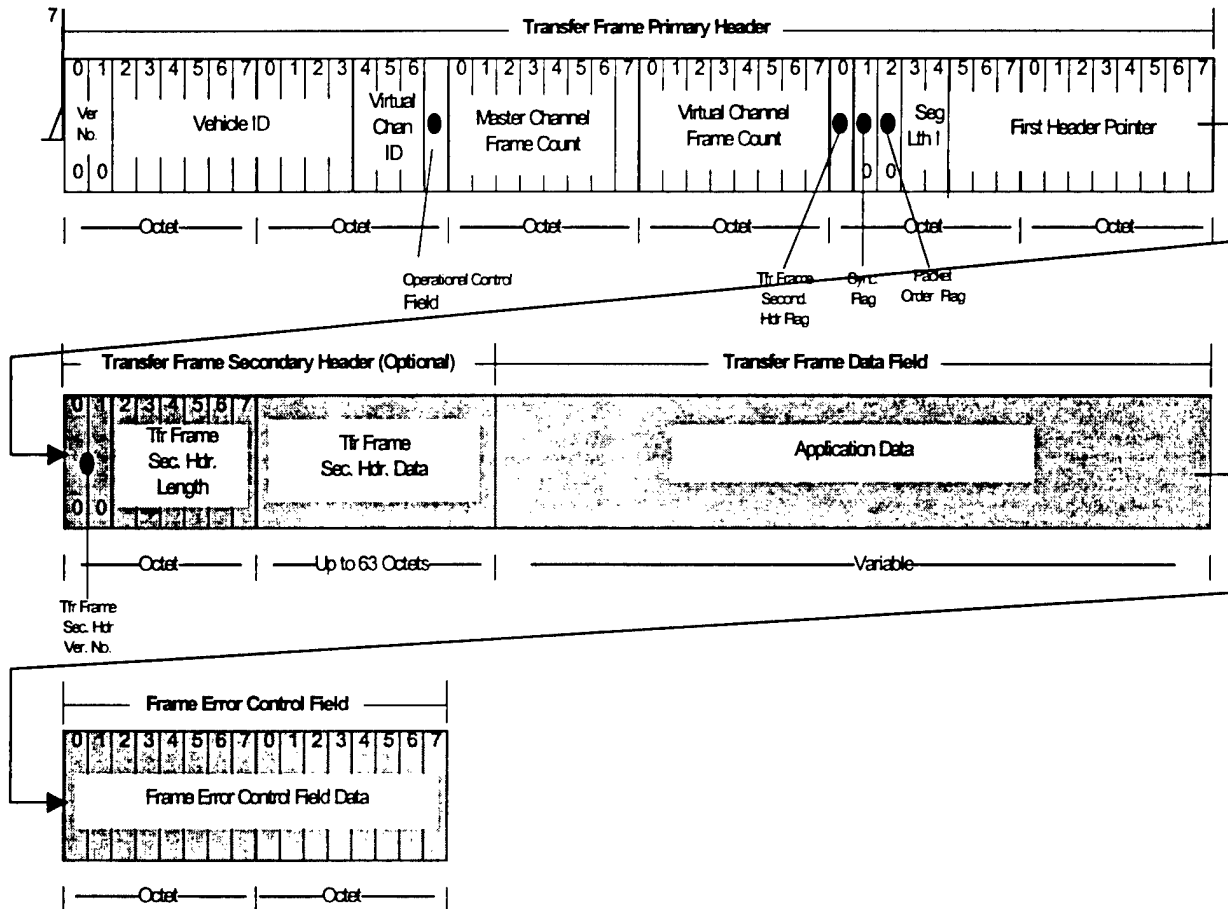 7
Transfer Frame Primary Header
0 1 2 3 4 5 6 7 0 1 2 3 4 5 6 0 1 2 3 4 5 6 7 0 1 2 3 4 5 6 7 0 1 2 3 4 5 6 7 0 1 2 3 4 5 6 7
Ver
No.
Vehicle ID
Virtual
Chan
ID
Master Channel
Frame Count
Virtual Channel
Frame Count
Seg
Lth
First Header Pointer
0 0
0 0
Octet Octet Octet Octet Octet Octet
Operational Control
Field
Tfr Frame
Second.
Hdr Flag
Sync.
Flag
Packet
Order Flag
Transfer Frame Secondary Header (Optional) Transfer Frame Data Field
0 1 2 3 4 5 6 7
Tfr Frame
Sec. Hdr.
Length
Tfr Frame
Sec. Hdr. Data
Application Data
0 0
Octet Up to 63 Octets Variable
Tfr Frame
Sec. Hdr
Ver. No.
Frame Error Control Field
0 1 2 3 4 5 6 7 0 1 2 3 4 5 6 7
Frame Error Control Field Data
Octet Octet